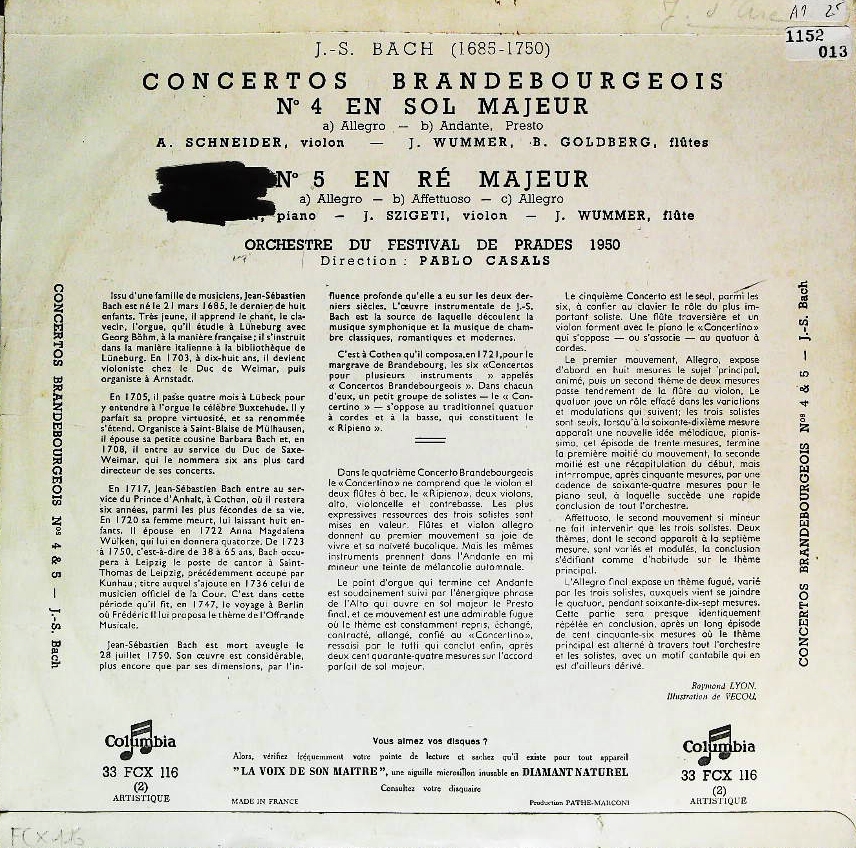 A1 25
1152
013
J.-S. BACH (1685-1750)
CONCERTOS BRANDEBOURGEOIS
N° 4 EN SOL MAJEUR
a) Allegro — b) Andante, Presto
A. SCHNEIDER, violon — J. WUMMER, B. GOLDBERG, flûtes
N° 5 EN RÉ MAJEUR
a) Allegro — b) Affettuoso — c) Allegro
piano — J. SZIGETI, violon — J. WUMMER, flûte
ORCHESTRE DU FESTIVAL DE PRADES 1950
Direction : PABLO CASALS
CONCERTOS BRANDEBOURGEOIS Nos 4 & 5 — J.-S. Bach
Issu d'une famille de musiciens, Jean-Sébastien
Bach est né le 21 mars 1685, le dernier de huit
enfants. Très jeune, il apprend le chant, le cla-
vecin, l'orgue, qu'il étudie à Lüneburg avec
Georg Böhm, à la manière française ; il s'instruit
dans la manière italienne à la bibliothèque de
Lüneburg. En 1703, à dix-huit ans, il devient
violoniste chez le Duc de Weimar, puis
organiste à Arnstadt.
En 1705, il passe quatre mois à Lübeck pour
y entendre à l'orgue le célèbre Buxtehude. Il y
parfait sa propre virtuosité, et sa renommée
s'étend. Organiste à Saint-Blaise de Mülhausen,
il épouse sa petite cousine Barbara Bach et, en
1708, il entre au service du Duc de Saxe-
Weimar, qui le nommera six ans plus tard
directeur de ses concerts.
En 1717, Jean-Sébastien Bach entre au ser-
vice du Prince d'Anhalt, à Cothen, où il restera
six années, parmi les plus fécondes de sa vie.
En 1720 sa femme meurt, lui laissant huit en-
fants. Il épouse en 1722 Anna Magdalena
Wülken, qui lui en donnera quatorze. De 1723
à 1750, c'est-à-dire de 38 à 65 ans, Bach occu-
pera à Leipzig le poste de cantor à Saint-
Thomas de Leipzig, précédemment occupé par
Kunhau ; titre auquel s'ajoute en 1736 celui de
musicien officiel de la Cour. C'est dans cette
période qu'il fit, en 1747, le voyage à Berlin
où Frédéric II lui proposa le thème de l'Offrande
Musicale.
Jean-Sébastien Bach est mort aveugle le
28 juillet 1750. Son œuvre est considérable,
plus encore que par ses dimensions, par l'in-
fluence profonde qu'elle a eu sur les deux der-
niers siècles. L'œuvre instrumentale de J.-S.
Bach est la source de laquelle découlent la
musique symphonique et la musique de cham-
bre classiques, romantiques et modernes.
C'est à Cothen qu'il composa, en 1721, pour le
margrave de Brandebourg, les six «Concertos
pour plusieurs instruments » appelés
« Concertos Brandebourgeois ». Dans chacun
d'eux, un petit groupe de solistes — le « Con-
certino » — s'oppose au traditionnel quatuor
à cordes et à la basse, qui constituent le
« Ripieno ».
Dans le quatrième Concerto Brandebourgeois
le «Concertino» ne comprend que le violon et
deux flûtes à bec, le «Ripieno», deux violons,
alto, violoncelle et contrebasse. Les plus
expressives ressources des trois solistes sont
mises en valeur. Flûtes et violon allegro
donnent au premier mouvement sa joie de
vivre et sa naïveté bucolique. Mais les mêmes
instruments prennent dans l'Andante en mi
mineur une teinte de mélancolie automnale.
Le point d'orgue qui termine cet Andante
est soudainement suivi par l'énergique phrase
de l'Alto qui ouvre en sol majeur le Presto
final, et ce mouvement est une admirable fugue
où le thème est constamment repris, échangé,
contracté, allongé, confié au «Concertino»,
ressaisi par le tutti qui conclut enfin, après
deux cent quarante-quatre mesures sur l'accord
parfait de sol majeur.
Le cinquième Concerto est le seul, parmi les
six, à confier au clavier le rôle du plus im-
portant soliste. Une flûte traversière et un
violon forment avec le piano le «Concertino»
qui s'oppose — ou s'associe — au quatuor à
cordes.
Le premier mouvement, Allegro, expose
d'abord en huit mesures le sujet principal,
animé, puis un second thème de deux mesures
passe tendrement de la flûte au violon. Le
quatuor joue un rôle effacé dans les variations
et modulations qui suivent; les trois solistes
sont seuls, lorsqu'à la soixante-dixième mesure
apparaît une nouvelle idée mélodique, pianis-
simo, cet épisode de trente mesures, termine
la première moitié du mouvement, la seconde
moitié est une récapitulation du début, mais
interrompue, après cinquante mesures, par une
cadence de soixante-quatre mesures pour le
piano seul, à laquelle succède une rapide
conclusion de tout l'orchestre.
Affettuoso, le second mouvement si mineur
ne fait intervenir que les trois solistes. Deux
thèmes, dont le second apparaît à la septième
mesure, sont variés et modulés, la conclusion
s'édifiant comme d'habitude sur le thème
principal.
L'Allegro final expose un thème fugué, varié
par les trois solistes, auxquels vient se joindre
le quatuor, pendant soixante-dix-sept mesures.
Cette partie sera presque identiquement
répétée en conclusion, après un long épisode
de cent cinquante-six mesures où le thème
principal est alterné à travers tout l'orchestre
et les solistes, avec un motif cantabile qui en
est d'ailleurs dérivé.
Raymond LYON.
Illustration de VECOU.
CONCERTOS BRANDEBOURGEOIS Nos 4 & 5 — J.-S. Bach
Columbia
33 FCX 116
(2)
ARTISTIQUE
Vous aimez vos disques ?
Alors, vérifiez fréquemment votre pointe de lecture et sachez qu'il existe pour tout appareil
"LA VOIX DE SON MAITRE", une aiguille microsillon inusable en DIAMANT NATUREL
Consultez votre disquaire
MADE IN FRANCE
Production PATHE-MARCONI
Columbia
33 FCX 116
(2)
ARTISTIQUE
FCX 116